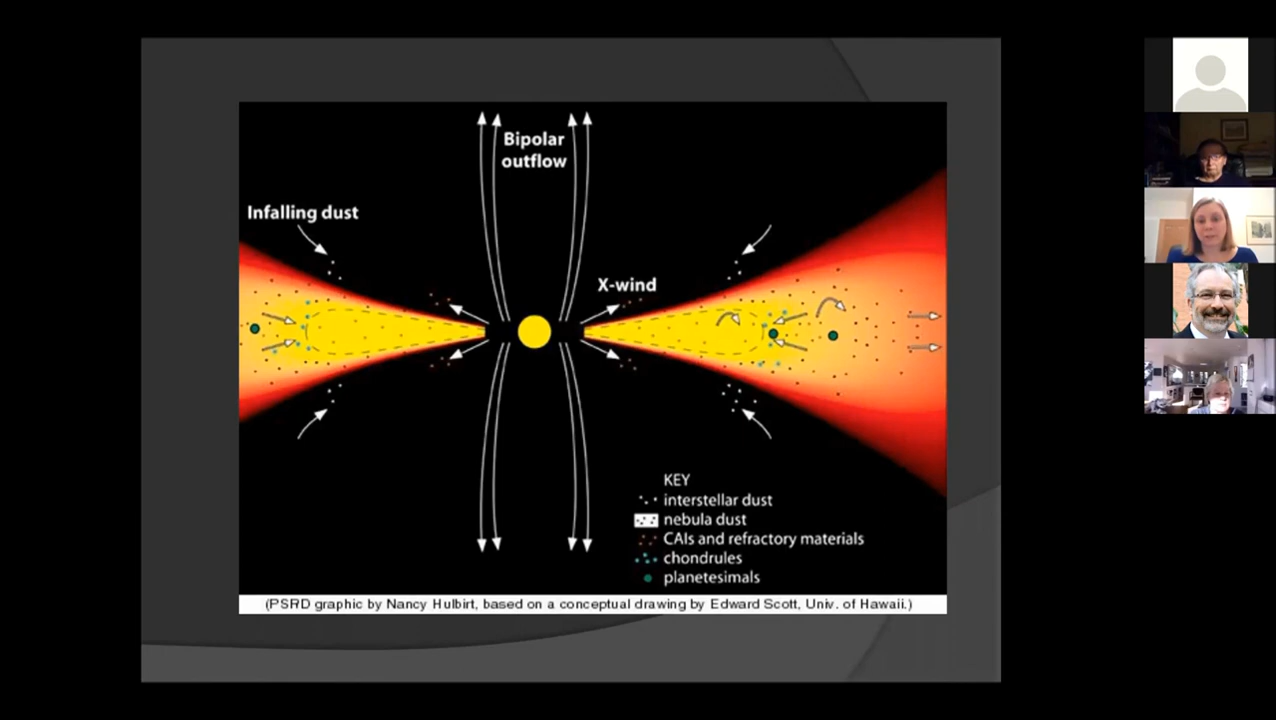 Bipolar
outflow
Infalling dust
X-wind
KEY
interstellar dust
nebula dust
CAIs and refractory materials
chondrules
planetesimals
(PSRD graphic by Nancy Hulbirt, based on a conceptual drawing by Edward Scott, Univ. of Hawaii.)